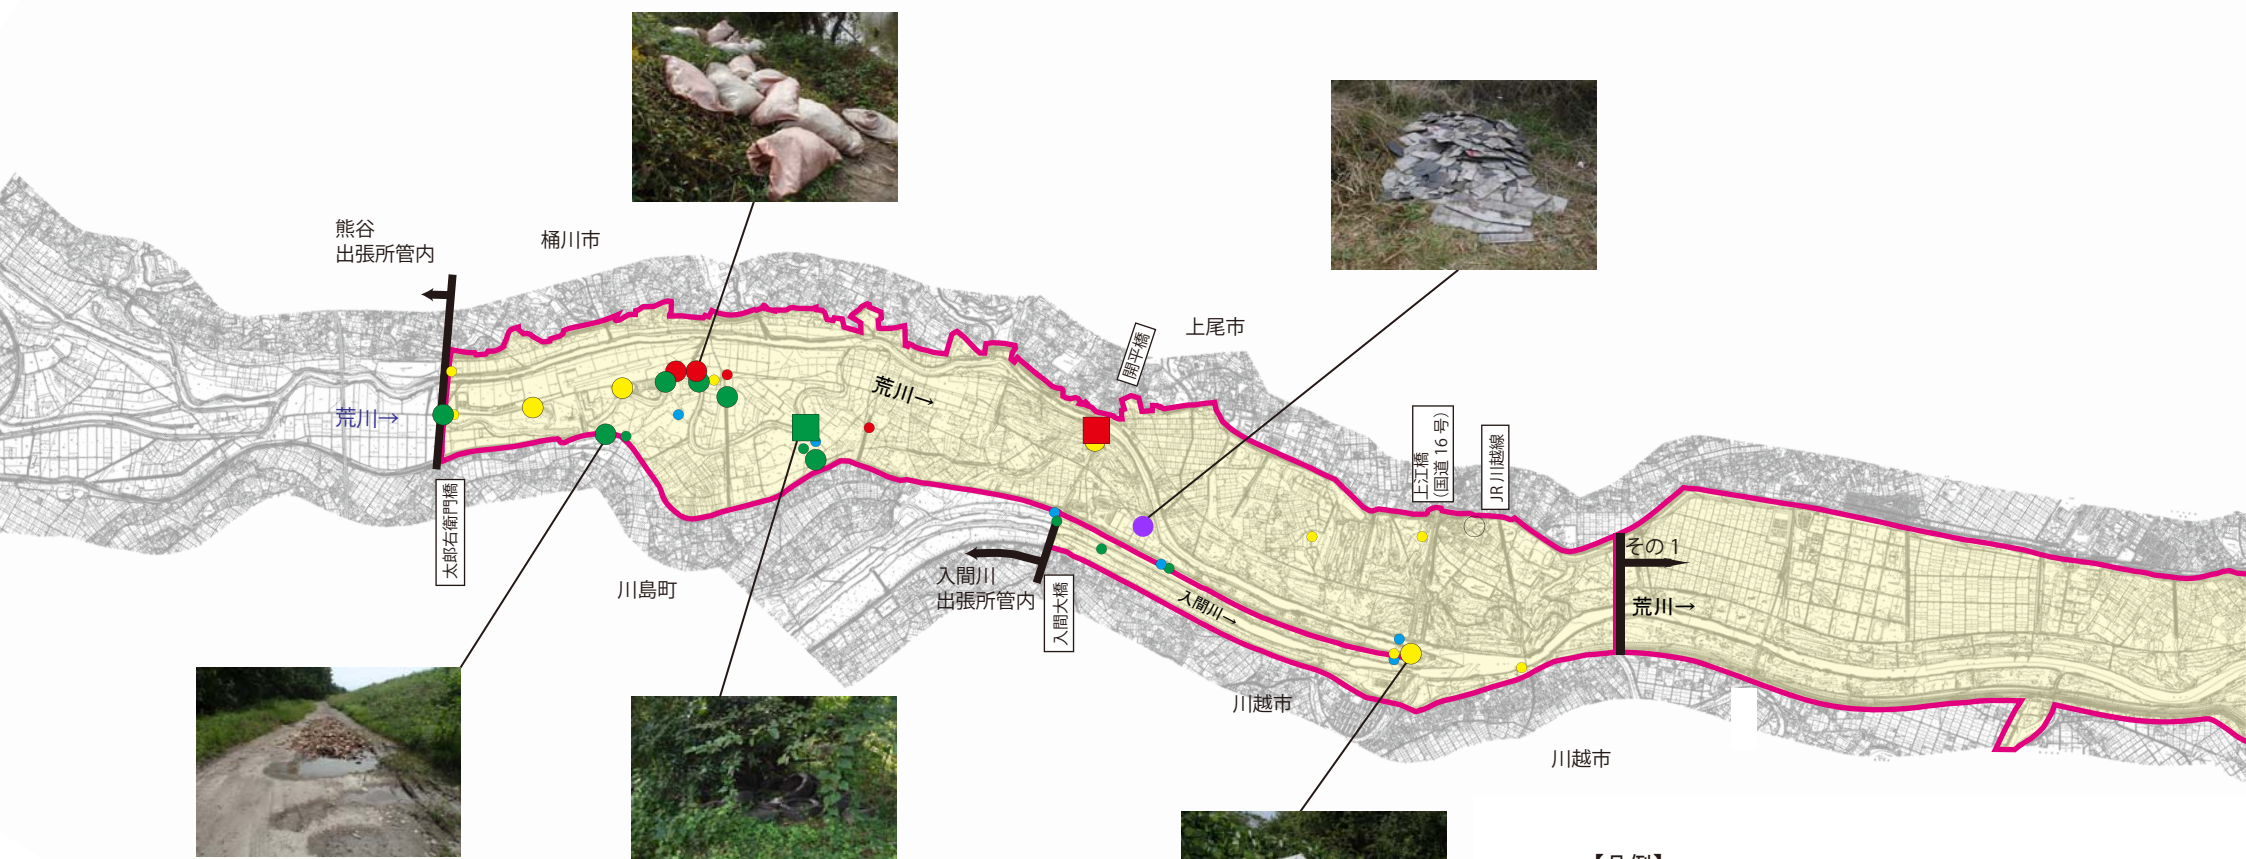 熊谷
出張所管内
桶川市
上尾市
開平橋
荒川→
荒川→
上江橋
（国道16号）
JR川越線
太郎右衛門橋
その1
荒川→
川島町
入間川
出張所管内
入間大橋
入間川→
川越市
川越市
【凡例】